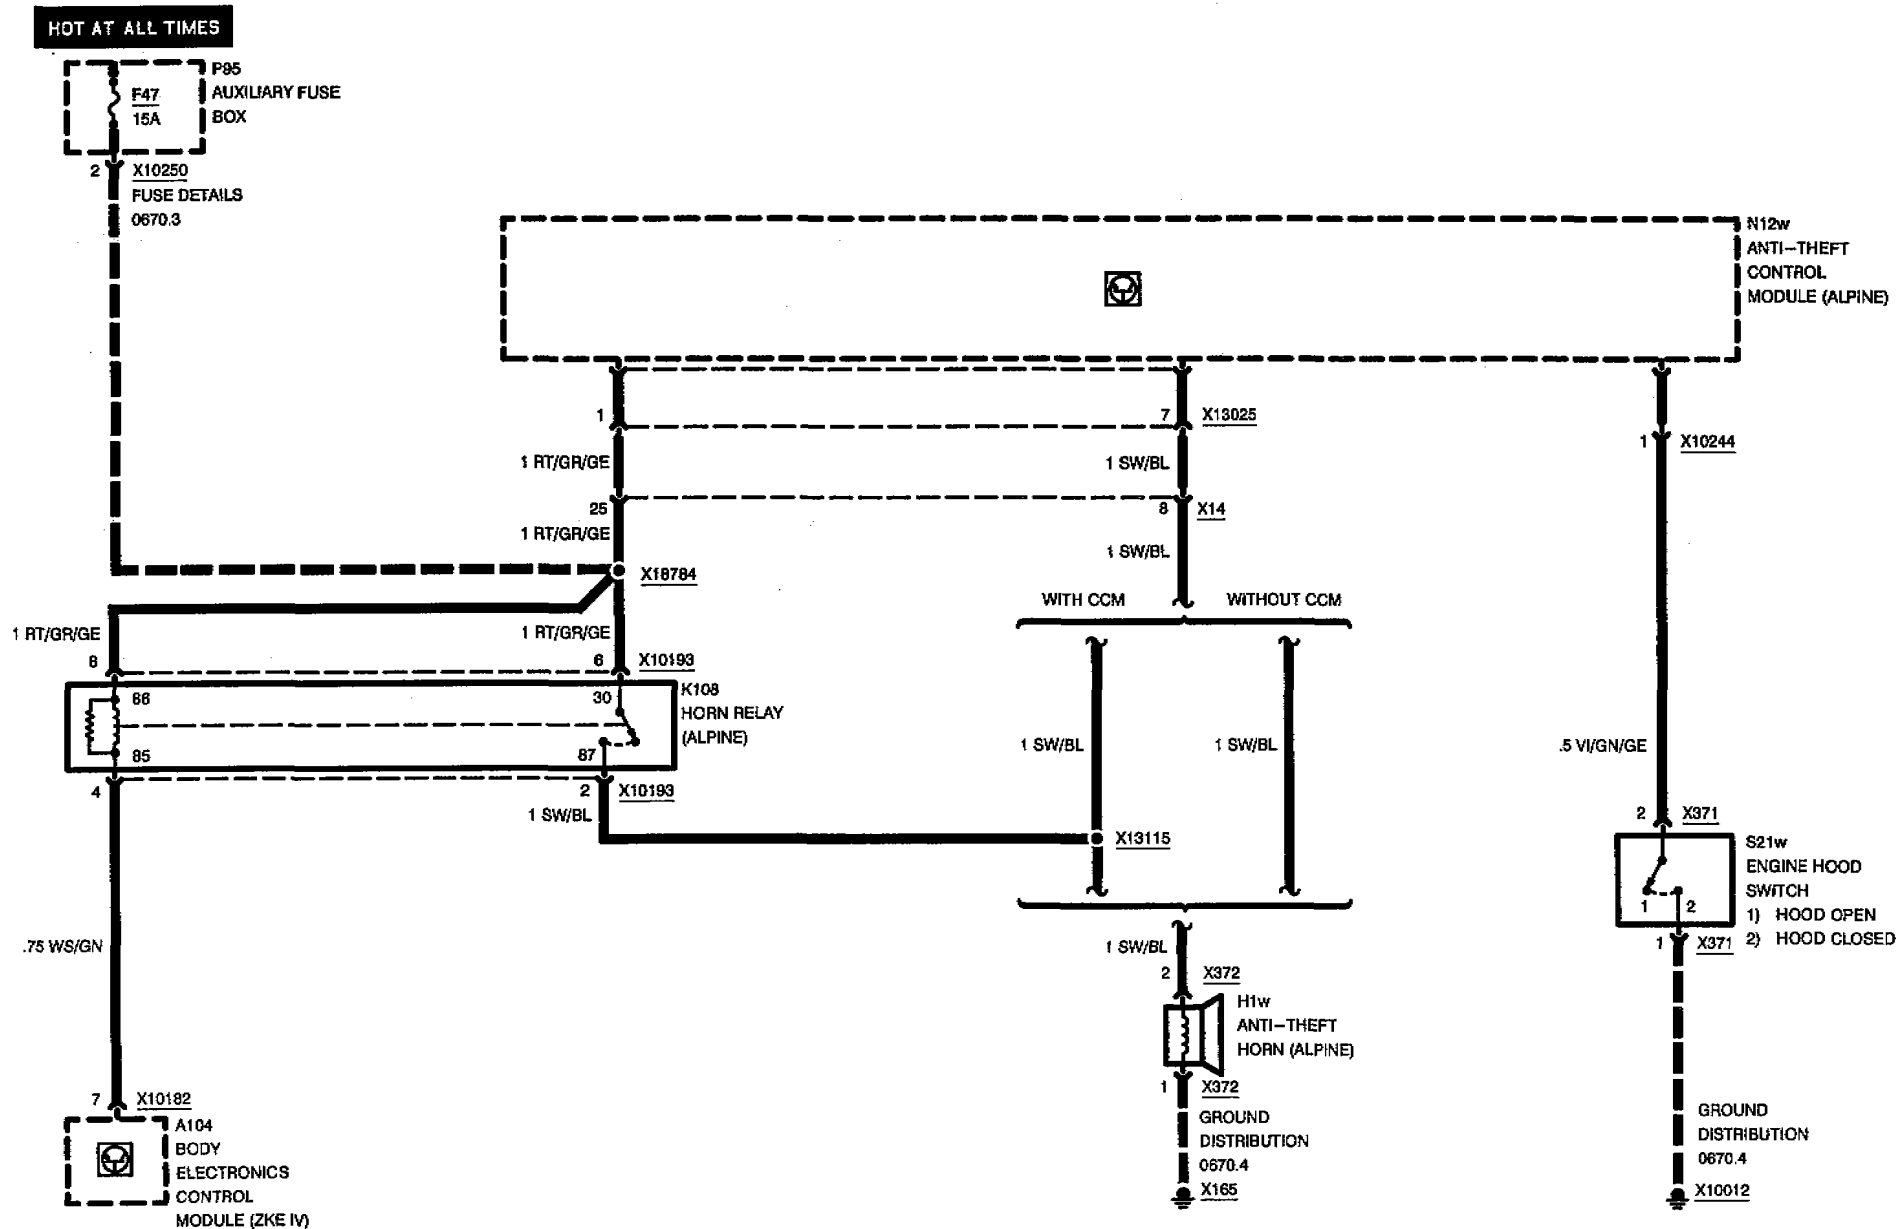 HOT AT ALL TIMES
P95
AUXILIARY FUSE
BOX
F47
15A
2
X10250
FUSE DETAILS
0670.3
N12w
ANTI-THEFT
CONTROL
MODULE (ALPINE)
1
7
X13025
1
X10244
1 RT/GR/GE
1 SW/BL
25
8
X14
1 RT/GR/GE
1 SW/BL
X18784
WITH CCM
WITHOUT CCM
1 RT/GR/GE
1 RT/GR/GE
8
6
X10193
86
30
K108
HORN RELAY
(ALPINE)
85
87
4
2
X10193
1 SW/BL
1 SW/BL
1 SW/BL
.5 VI/GN/GE
X13115
2
X371
S21w
ENGINE HOOD
SWITCH
1) HOOD OPEN
2) HOOD CLOSED
1
2
1
X371
.75 WS/GN
1 SW/BL
2
X372
H1w
ANTI-THEFT
HORN (ALPINE)
1
X372
GROUND
DISTRIBUTION
0670.4
X165
GROUND
DISTRIBUTION
0670.4
X10012
7
X10182
A104
BODY
ELECTRONICS
CONTROL
MODULE (ZKE IV)